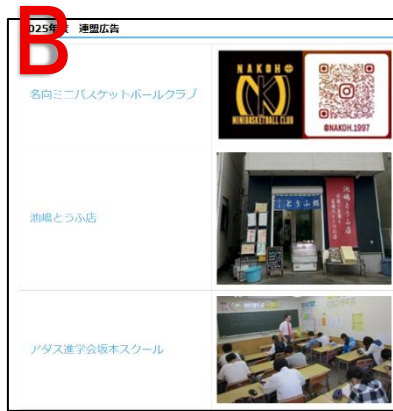 B
025年度 連盟広告
名向ミニバスケットボールクラブ
NAKOH
MINIBASKETBALL CLUB
@NAKOH.1997
池嶋とうふ店
とうふ処
池嶋とうふ店
アダス進学会坂本スクール